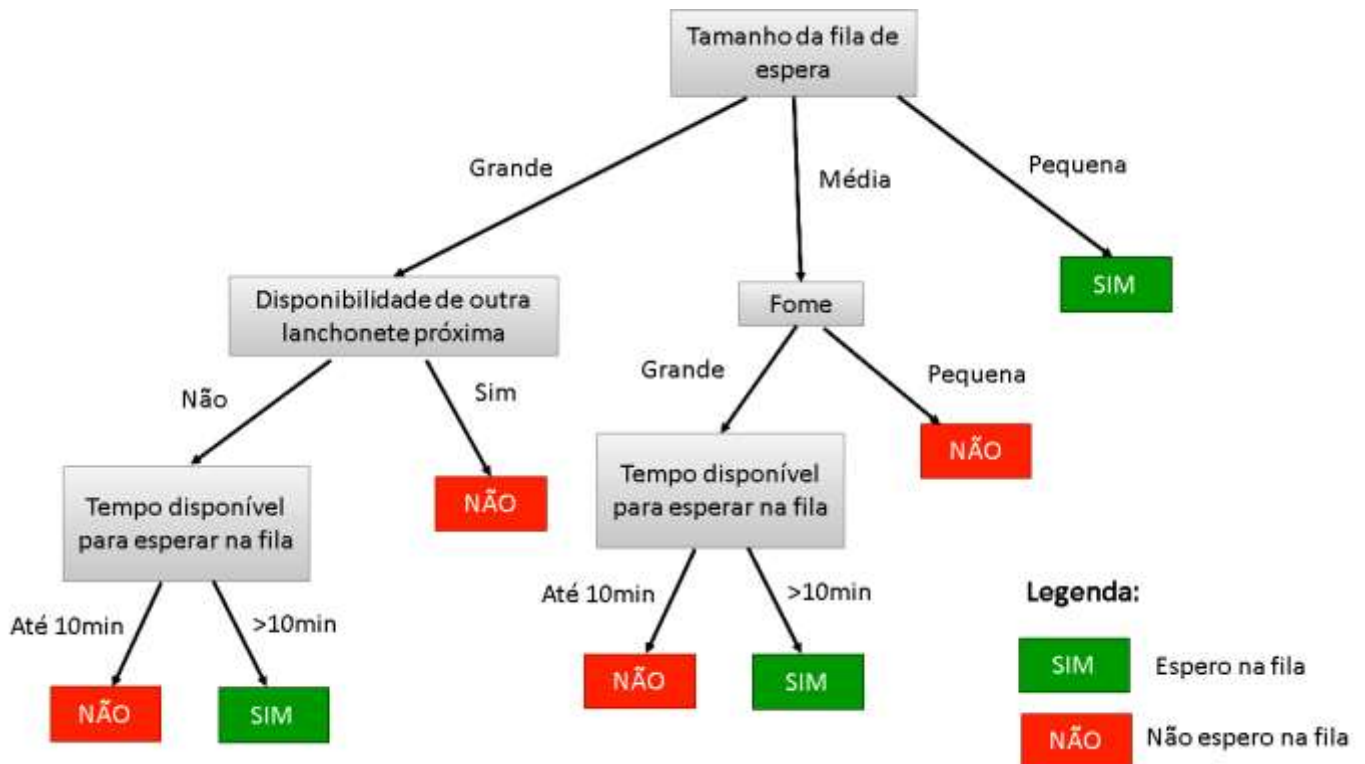 Tamanho da fila de
espera
Grande
Média
Pequena
SIM
Disponibilidade de outra
lanchonete próxima
Fome
Não
Sim
Grande
Pequena
NÃO
NÃO
Tempo disponível
para esperar na fila
Tempo disponível
para esperar na fila
Até 10min
>10min
Até 10min
>10min
NÃO
SIM
NÃO
SIM
Legenda:
SIM
Espero na fila
NÃO
Não espero na fila